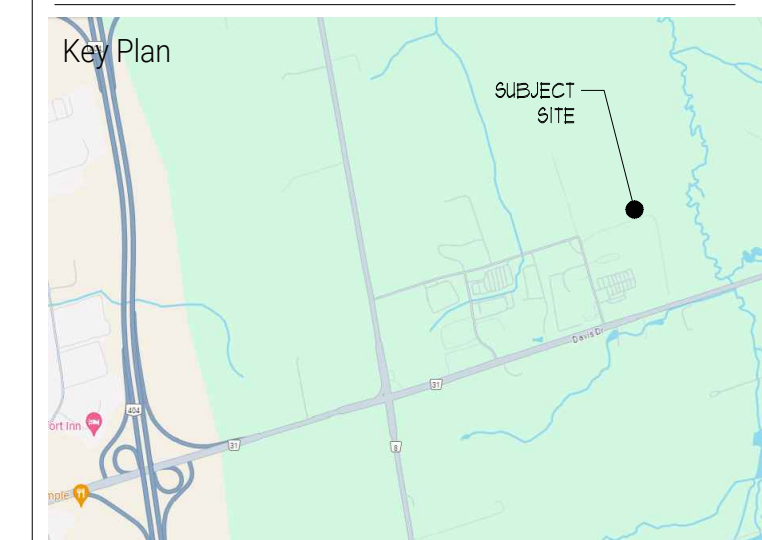 Key Plan
SUBJECT
SITE
Davis Dr
31
404
ort Inn
31
8
mple